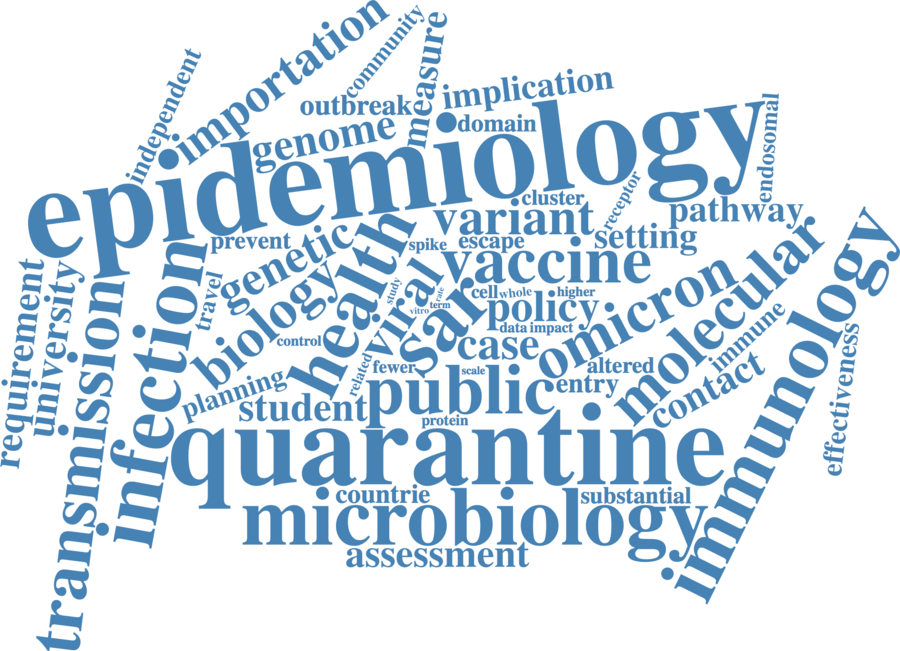 importation
community
measure
independent
outbreak
implication
genome
domain
endosomal
epidemiology
cluster
receptor
pathway
variant
setting
prevent
spike
escape
genetic
health
vaccine
molecular
immunology
requirement
university
transmission
infection
travel
biology
viral
study
rate
term
vitro
sar
cell
whole
higher
policy
omicron
data
impact
control
case
immune
effectiveness
related
fewer
scale
altered
entry
contact
planning
student
public
protein
quarantine
countrie
substantial
microbiology
assessment